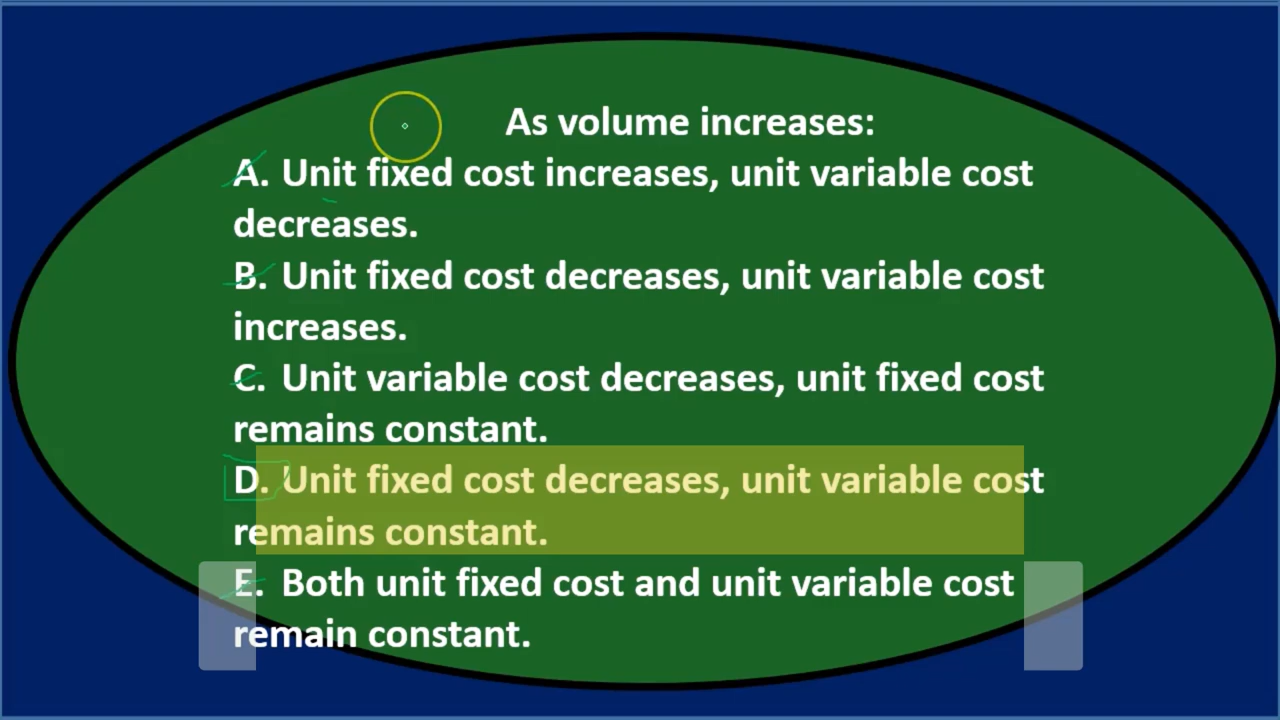 As volume increases:
A. Unit fixed cost increases, unit variable cost
decreases.
B. Unit fixed cost decreases, unit variable cost
increases.
C. Unit variable cost decreases, unit fixed cost
remains constant.
D. Unit fixed cost decreases, unit variable cost
remains constant.
E. Both unit fixed cost and unit variable cost
remain constant.